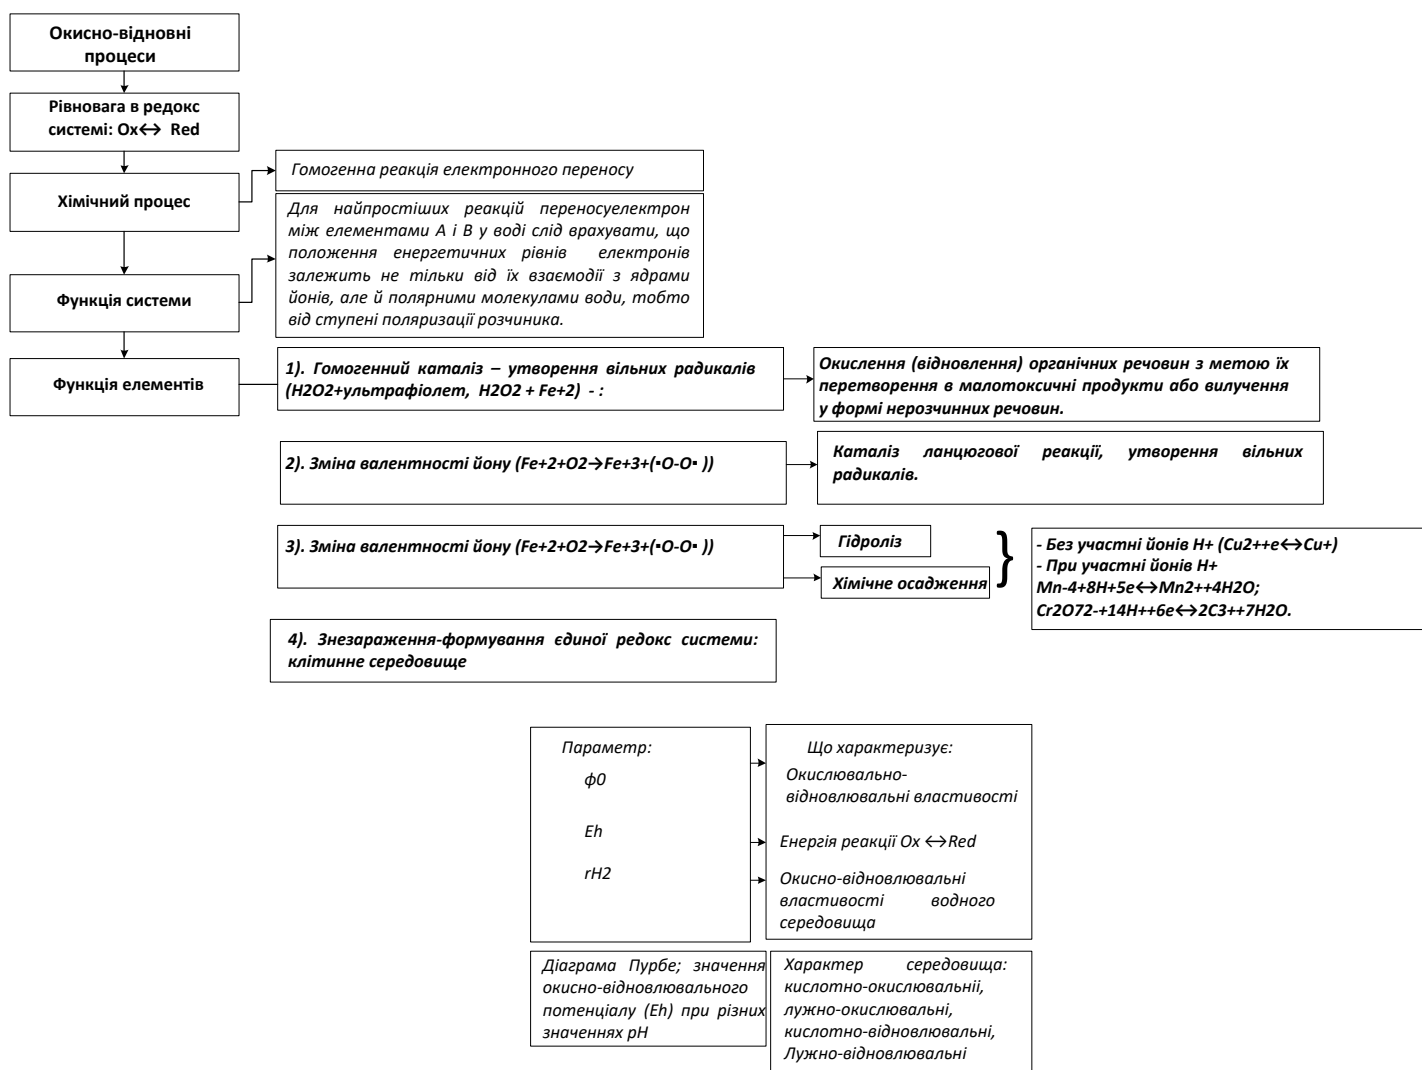 Окисно-відновні
процеси
Рівновага в редокс
системі: Ox↔ Red
Хімічний процес
Функція системи
Функція елементів
Гомогенна реакція електронного переносу
Для найпростіших реакцій переносуелектрон
між елементами А і В у воді слід врахувати, що
положення енергетичних рівнів електронів
залежить не тільки від їх взаємодії з ядрами
йонів, але й полярними молекулами води, тобто
від ступені поляризації розчиника.
1). Гомогенний каталіз – утворення вільних радикалів
(H2O2+ультрафіолет, H2O2 + Fe+2) - :
Окислення (відновлення) органічних речовин з метою їх
перетворення в малотоксичні продукти або вилучення
у формі нерозчинних речовин.
2). Зміна валентності йону (Fe+2+O2→Fe+3+(▪O-O▪ ))
Каталіз ланцюгової реакції, утворення вільних
радикалів.
3). Зміна валентності йону (Fe+2+O2→Fe+3+(▪O-O▪ ))
Гідроліз
Хімічне осадження
}
- Без участні йонів H+ (Cu2++e↔Cu+)
- При участні йонів H+
Mn-4+8H+5e↔Mn2++4H2O;
Cr2O72-+14H++6e↔2C3++7H2O.
4). Знезараження-формування єдиної редокс системи:
клітинне середовище
Параметр:
ф0
Eh
rH2
Що характеризує:
Окислювально-
відновлювальні властивості
Енергія реакції Ox ↔Red
Окисно-відновлювальні
властивості водного
середовища
Діаграма Пурбе; значення
окисно-відновлювального
потенціалу (Eh) при різних
значеннях pH
Характер середовища:
кислотно-окислювальніі,
лужно-окислювальні,
кислотно-відновлювальні,
Лужно-відновлювальні